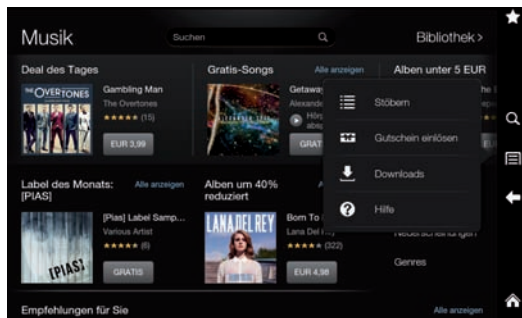 Musik
Suchen
Bibliothek >
Deal des Tages
Gratis-Songs
Alle anzeigen
Alben unter 5 EUR
THE OVERTONES
Gambling Man
The Overtones
(15)
EUR 3,99
Getaway
GRAT
Stöbern
Gutschein einlösen
Downloads
Hilfe
Label des Monats:
[PIAS]
Alle anzeigen
Alben um 40%
reduziert
[PIAS]
[Pias] Label Samp...
Various Artist
(6)
GRATIS
LANA DEL REY
Born To
Lana Del
(322)
EUR 4,98
Neuerscheinungen
Genres
Empfehlungen für Sie
Alle anzeigen